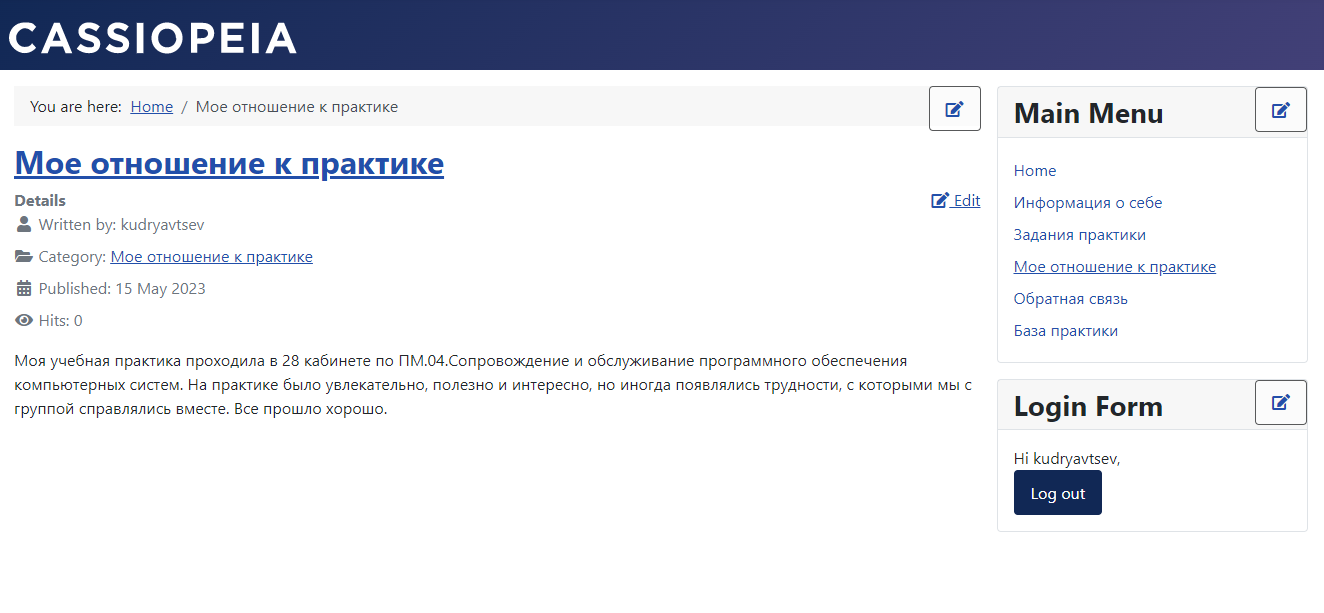 CASSIOPEIA
You are here: Home / Мое отношение к практике
Мое отношение к практике
Details
Edit
Written by: kudryavtsev
Category: Мое отношение к практике
Published: 15 May 2023
Hits: 0
Моя учебная практика проходила в 28 кабинете по ПМ.04.Сопровождение и обслуживание программного обеспечения
компьютерных систем. На практике было увлекательно, полезно и интересно, но иногда появлялись трудности, с которыми мы с
группой справлялись вместе. Все прошло хорошо.
Main Menu
Home
Информация о себе
Задания практики
Мое отношение к практике
Обратная связь
База практики
Login Form
Hi kudryavtsev,
Log out